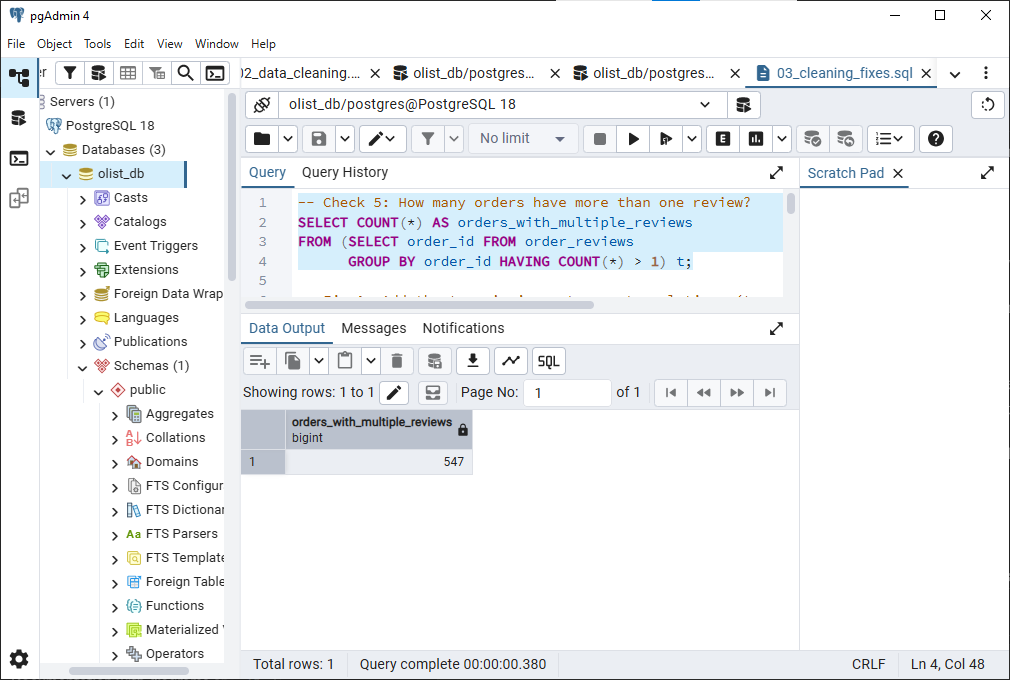 pgAdmin 4
File Object Tools Edit View Window Help
02_data_cleaning.... olist_db/postgres... olist_db/postgres... 03_cleaning_fixes.sql
Servers (1)
PostgreSQL 18
Databases (3)
olist_db
Casts
Catalogs
Event Triggers
Extensions
Foreign Data Wrap
Languages
Publications
Schemas (1)
public
Aggregates
Collations
Domains
FTS Configur
FTS Dictionar
FTS Parsers
FTS Template
Foreign Table
Functions
Materialized
Operators
olist_db/postgres@PostgreSQL 18
No limit
Query Query History
Scratch Pad
1 -- Check 5: How many orders have more than one review?
2 SELECT COUNT(*) AS orders_with_multiple_reviews
3 FROM (SELECT order_id FROM order_reviews
4 GROUP BY order_id HAVING COUNT(*) > 1) t;
5
Data Output Messages Notifications
SQL
Showing rows: 1 to 1 Page No: 1 of 1
orders_with_multiple_reviews
bigint
1 547
Total rows: 1 Query complete 00:00:00.380 CRLF Ln 4, Col 48